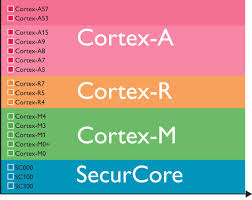 Cortex-A57
Cortex-A53
Cortex-A15
Cortex-A9
Cortex-A8
Cortex-A7
Cortex-A5
Cortex-A
Cortex-R7
Cortex-R5
Cortex-R4
Cortex-R
Cortex-M4
Cortex-M3
Cortex-M1
Cortex-M0+
Cortex-M0
Cortex-M
SC000
SC100
SC300
SecurCore